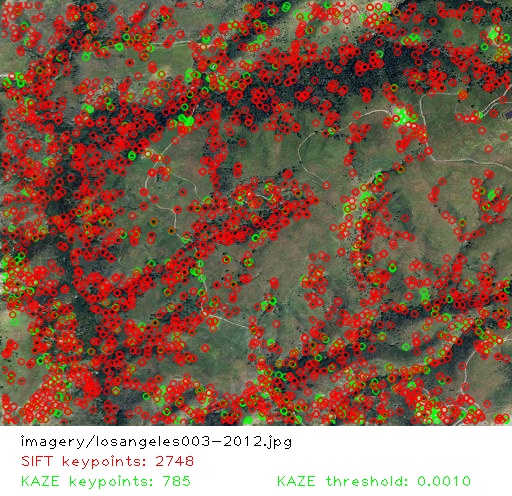 imagery/losangeles003-2012.jpg
SIFT keypoints: 2748
KAZE keypoints: 785 KAZE threshold: 0.0010